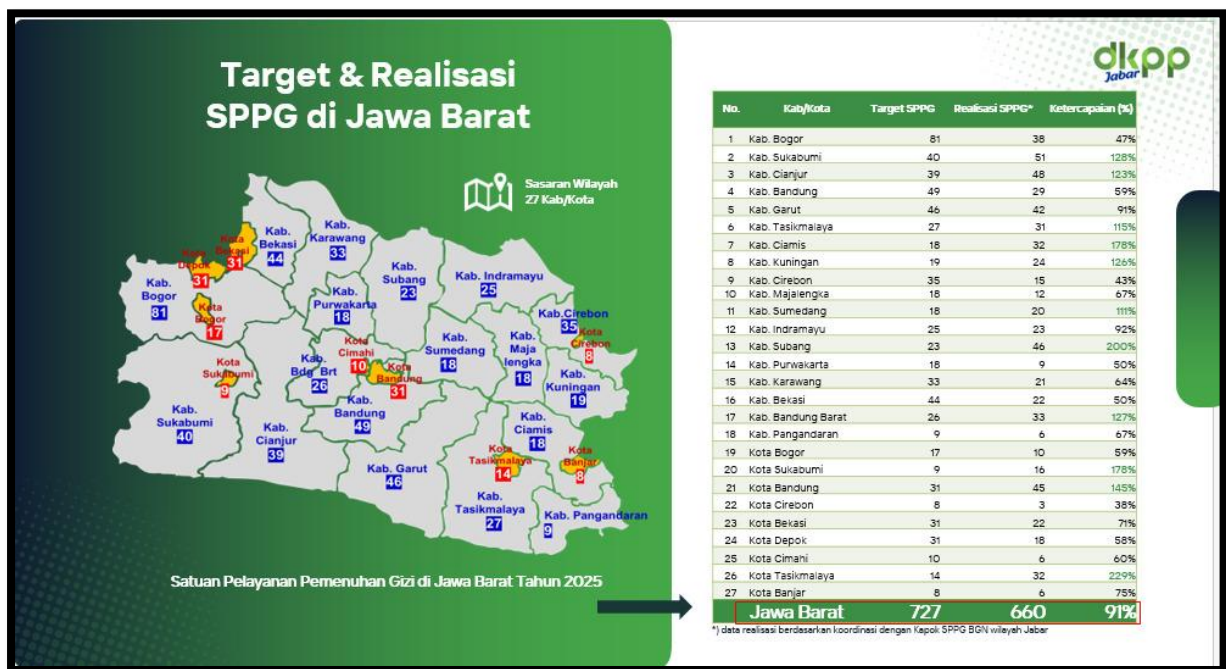 Target & Realisasi
SPPG di Jawa Barat
Sasaran Wilayah
27 Kab/Kota
Kab.
Bogor
81
Kota
Depok
31
Kota
Bekasi
31
Kab.
Bekasi
44
Kab.
Karawang
33
Kota
Bogor
17
Kab.
Purwakarta
18
Kab.
Subang
23
Kab. Indramayu
25
Kab.Cirebon
35
Kota
Cirebon
8
Kota
Sukabumi
9
Kab.
Sukabumi
40
Kab.
Cianjur
39
Kab.
Bdg Brt
26
Kota
Cimahi
10
Kota
Bandung
31
Kab.
Bandung
49
Kab.
Sumedang
18
Kab.
Maja
lengka
18
Kab.
Kuningan
19
Kab.
Ciamis
18
Kab. Garut
46
Kota
Tasikmalaya
14
Kota
Banjar
8
Kab.
Tasikmalaya
27
Kab. Pangandaran
9
Satuan Pelayanan Pemenuhan Gizi di Jawa Barat Tahun 2025
dkpp
Jabar
No. Kab/Kota Target SPPG Realisasi SPPG* Ketercapaian (%)
1 Kab. Bogor 81 38 47%
2 Kab. Sukabumi 40 51 128%
3 Kab. Cianjur 39 48 123%
4 Kab. Bandung 49 29 59%
5 Kab. Garut 46 42 91%
6 Kab. Tasikmalaya 27 31 115%
7 Kab. Ciamis 18 32 178%
8 Kab. Kuningan 19 24 126%
9 Kab. Cirebon 35 15 43%
10 Kab. Majalengka 18 12 67%
11 Kab. Sumedang 18 20 111%
12 Kab. Indramayu 25 23 92%
13 Kab. Subang 23 46 200%
14 Kab. Purwakarta 18 9 50%
15 Kab. Karawang 33 21 64%
16 Kab. Bekasi 44 22 50%
17 Kab. Bandung Barat 26 33 127%
18 Kab. Pangandaran 9 6 67%
19 Kota Bogor 17 10 59%
20 Kota Sukabumi 9 16 178%
21 Kota Bandung 31 45 145%
22 Kota Cirebon 8 3 38%
23 Kota Bekasi 31 22 71%
24 Kota Depok 31 18 58%
25 Kota Cimahi 10 6 60%
26 Kota Tasikmalaya 14 32 229%
27 Kota Banjar 8 6 75%
Jawa Barat 727 660 91%
*) data realisasi berdasarkan koordinasi dengan Kapok SPPG BGN wilayah Jabar